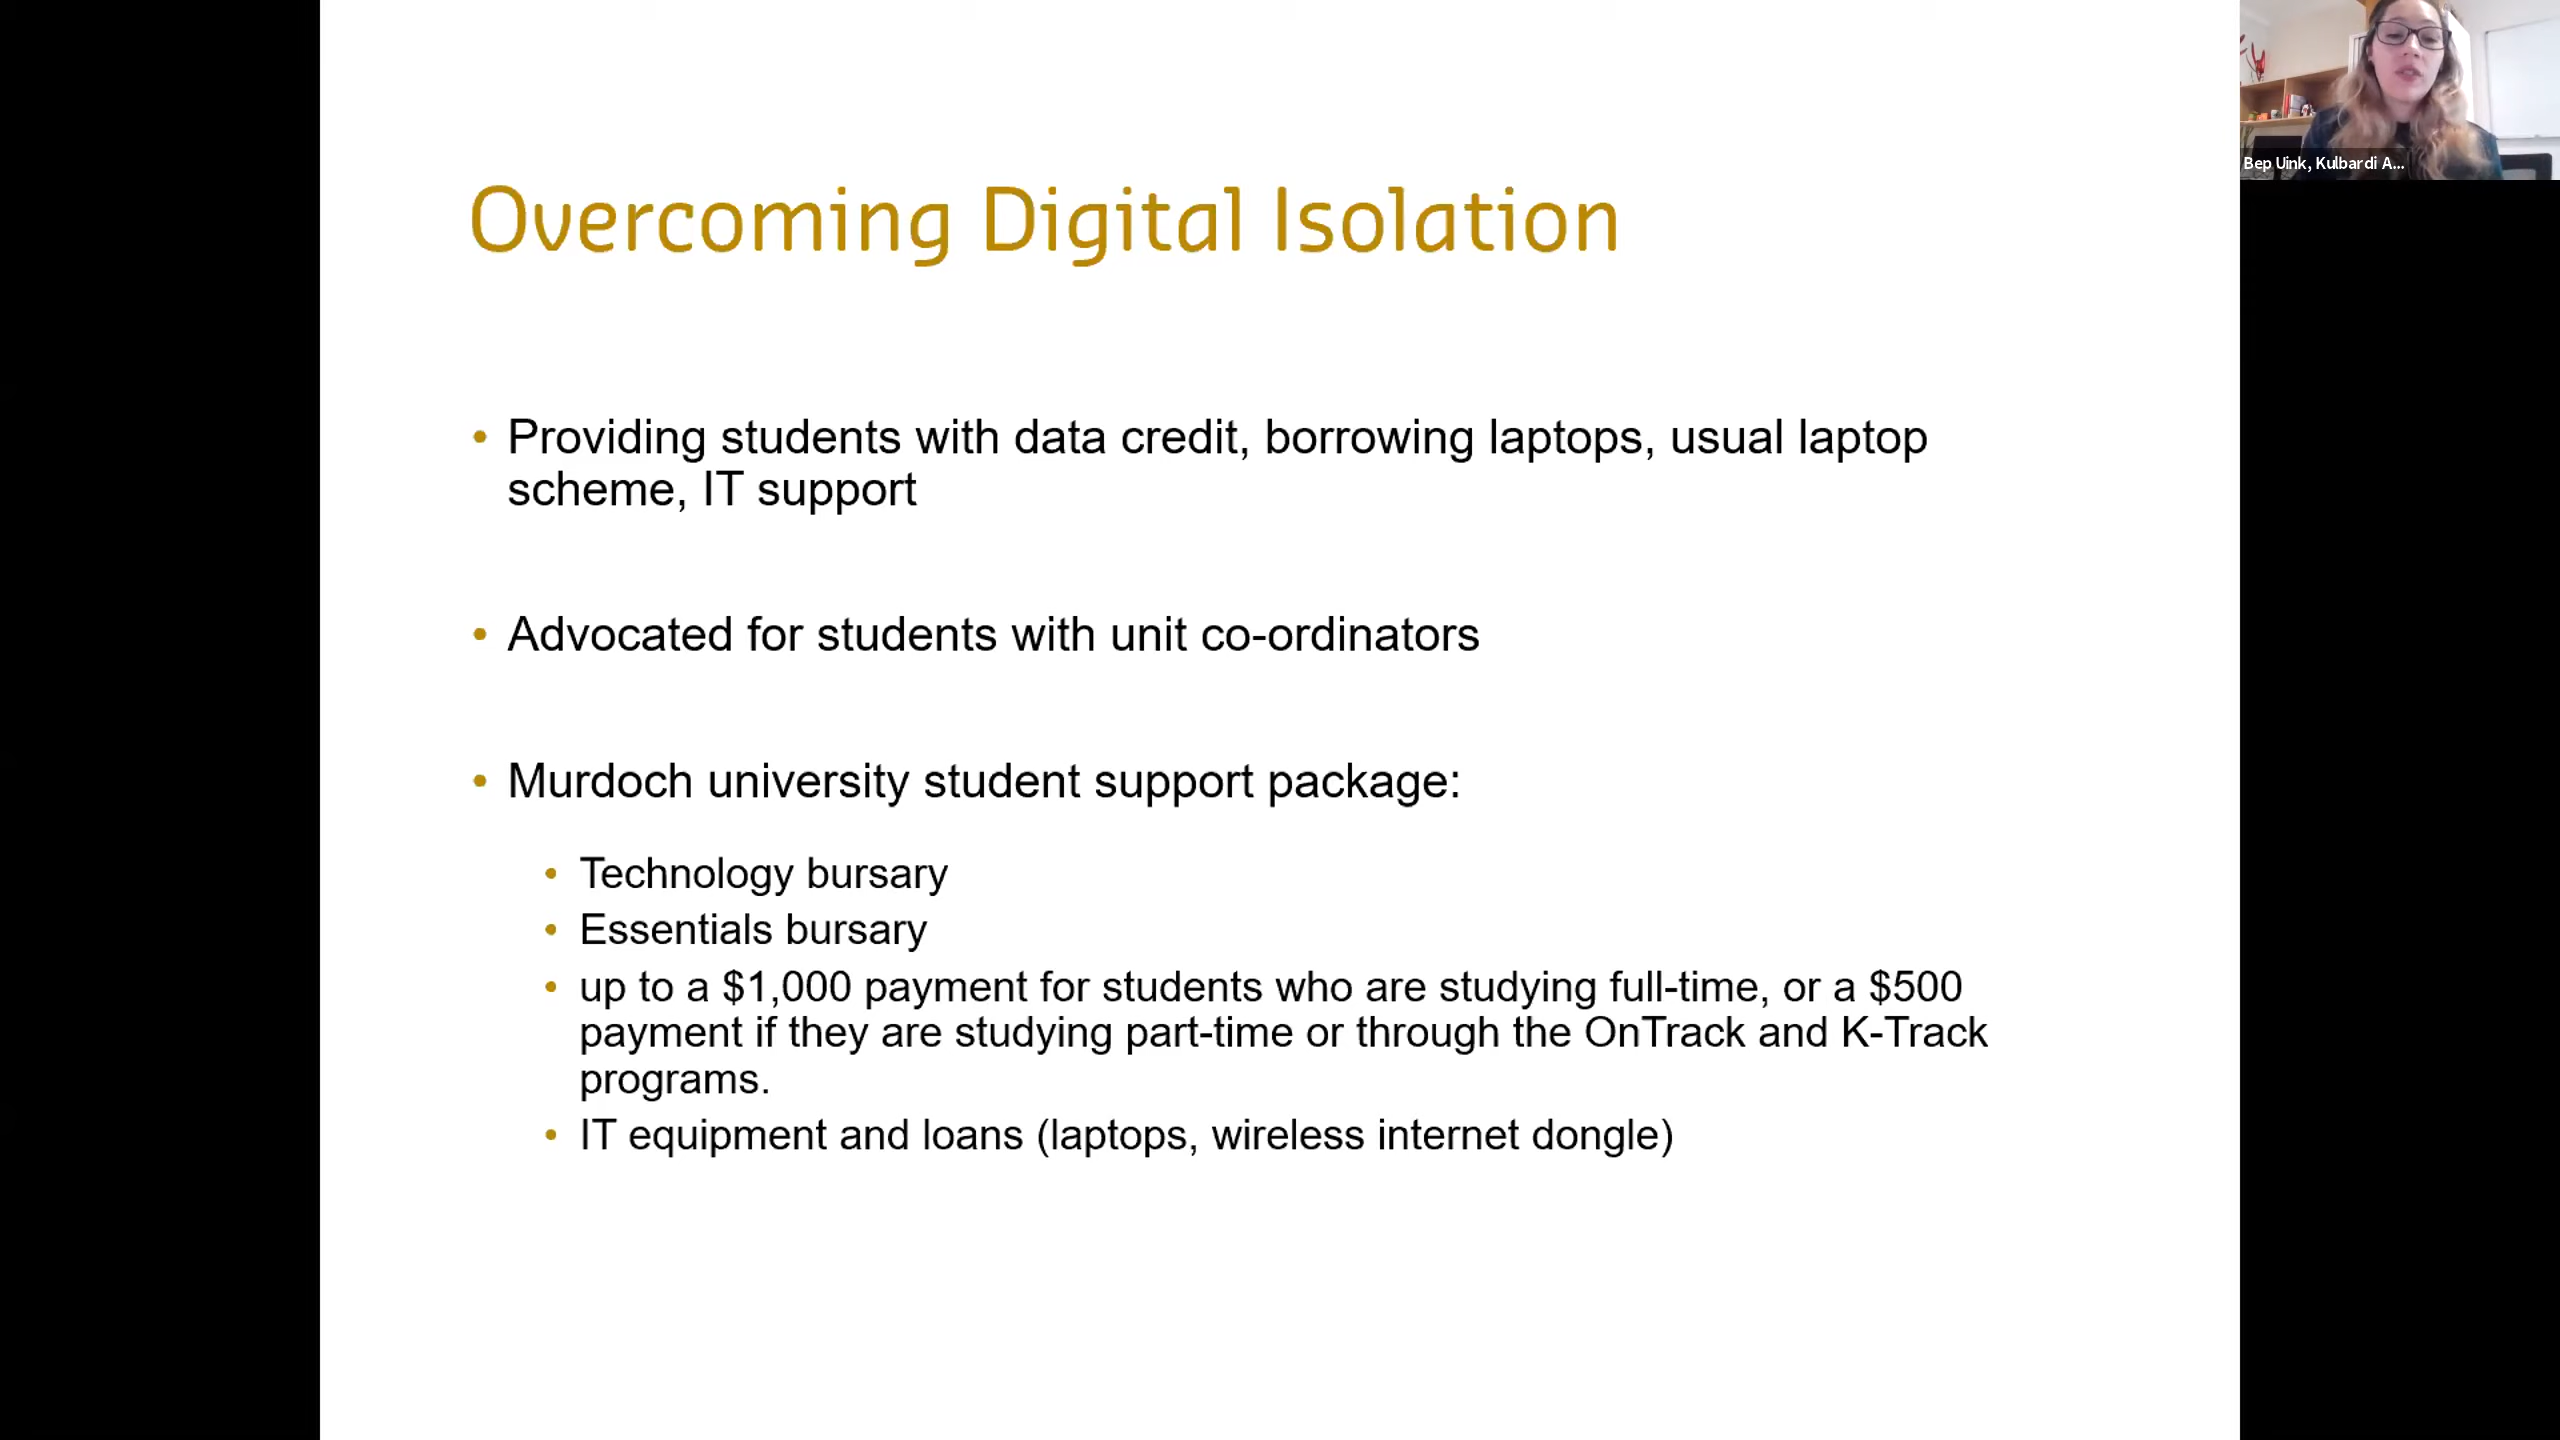 Overcoming Digital Isolation
• Providing students with data credit, borrowing laptops, usual laptop
scheme, IT support
• Advocated for students with unit co-ordinators
• Murdoch university student support package:
• Technology bursary
• Essentials bursary
• up to a $1,000 payment for students who are studying full-time, or a $500
payment if they are studying part-time or through the OnTrack and K-Track
programs.
• IT equipment and loans (laptops, wireless internet dongle)
Bep Uink, Kulbardi A...